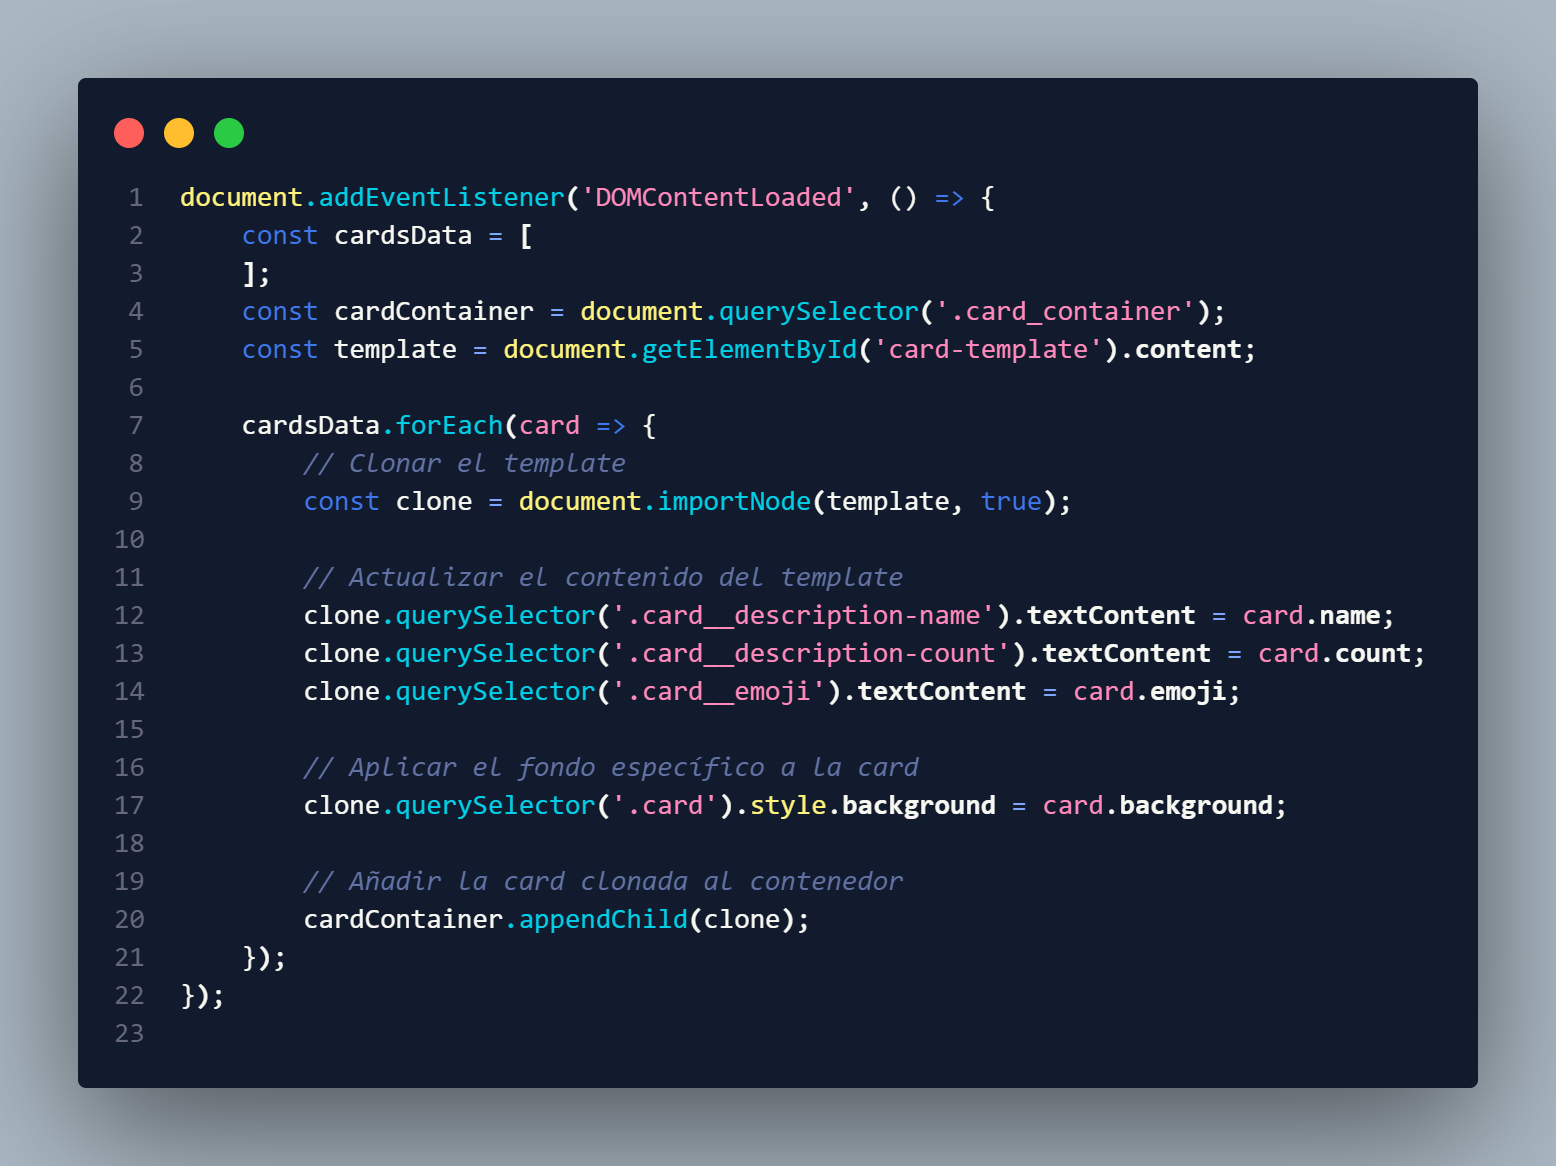 1 document.addEventListener('DOMContentLoaded', () => {
2     const cardsData = [
3     ];
4     const cardContainer = document.querySelector('.card_container');
5     const template = document.getElementById('card-template').content;
6
7     cardsData.forEach(card => {
8         // Clonar el template
9         const clone = document.importNode(template, true);
10
11         // Actualizar el contenido del template
12         clone.querySelector('.card__description-name').textContent = card.name;
13         clone.querySelector('.card__description-count').textContent = card.count;
14         clone.querySelector('.card__emoji').textContent = card.emoji;
15
16         // Aplicar el fondo específico a la card
17         clone.querySelector('.card').style.background = card.background;
18
19         // Añadir la card clonada al contenedor
20         cardContainer.appendChild(clone);
21     });
22 });
23